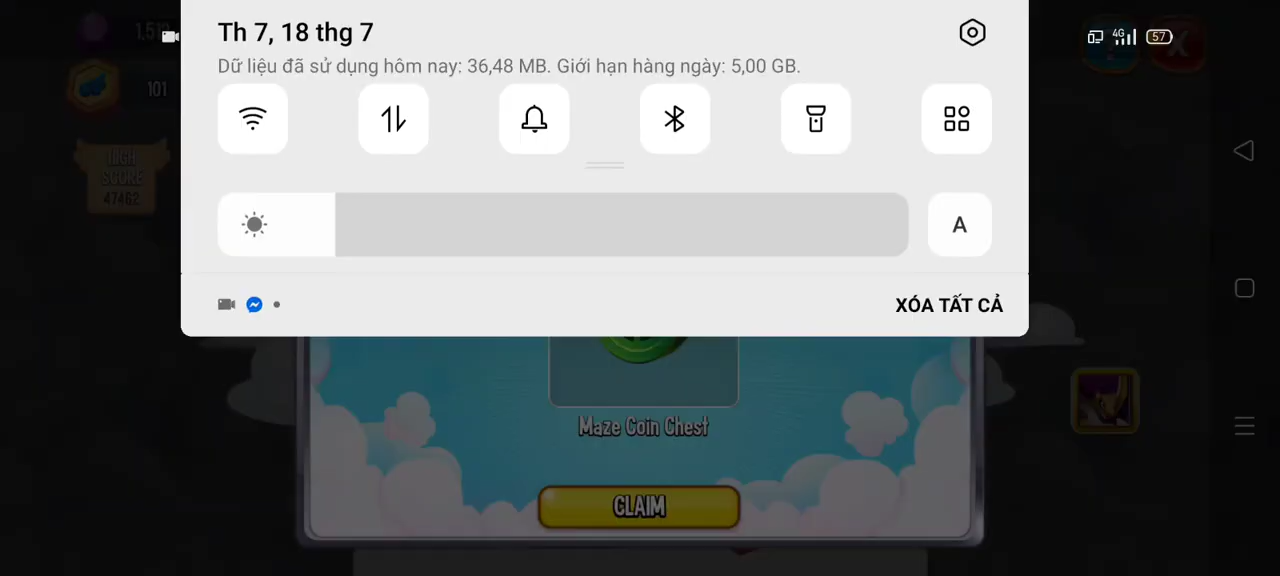 Th 7, 18 thg 7
Dữ liệu đã sử dụng hôm nay: 36,48 MB. Giới hạn hàng ngày: 5,00 GB.
4G
57
101
HIGH
SCORE
47462
A
XÓA TẤT CẢ
Maze Coin Chest
CLAIM